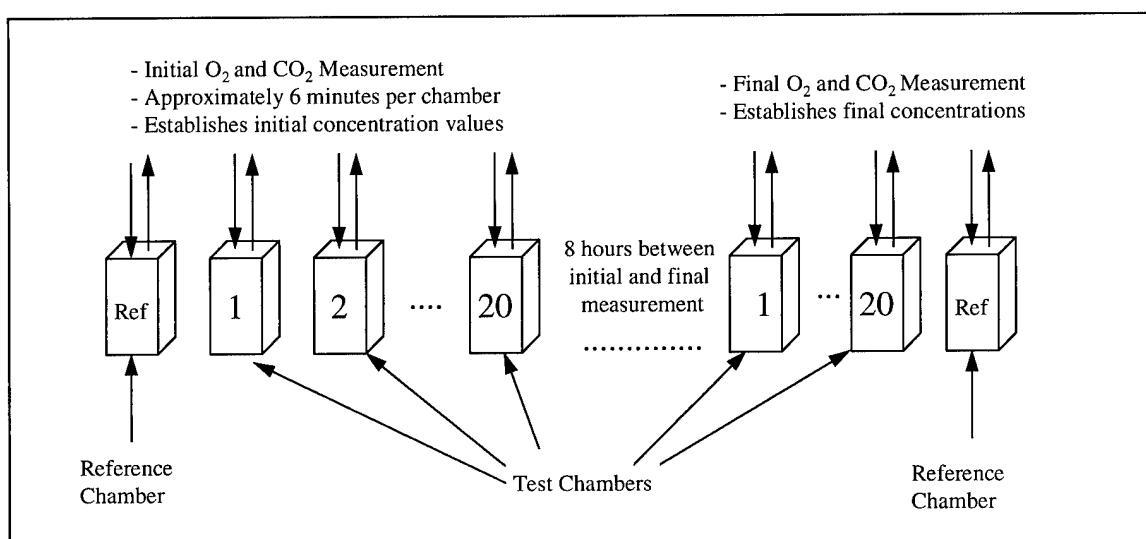 - Initial O₂ and CO₂ Measurement
- Approximately 6 minutes per chamber
- Establishes initial concentration values
- Final O₂ and CO₂ Measurement
- Establishes final concentrations
Ref
1
2
....
20
8 hours between
initial and final
measurement
..............
1
...
20
Ref
Reference
Chamber
Test Chambers
Reference
Chamber